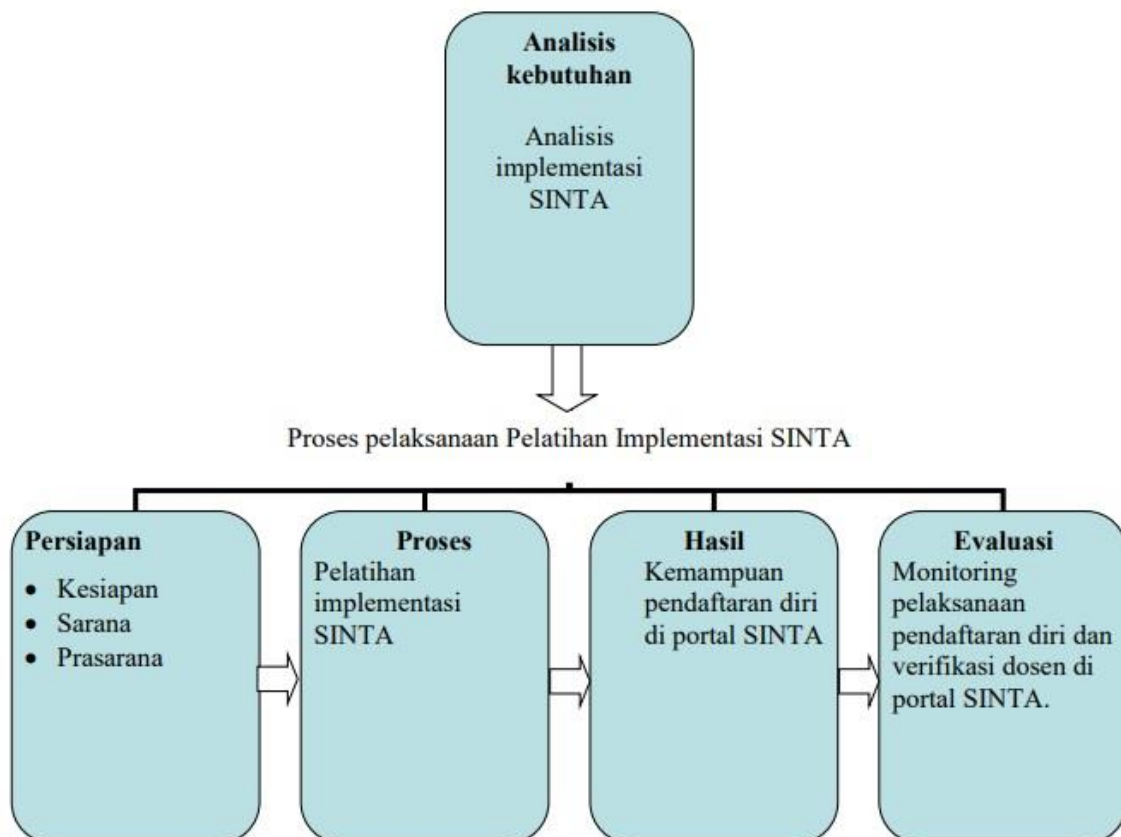 Analisis
kebutuhan
Analisis
implementasi
SINTA
Proses pelaksanaan Pelatihan Implementasi SINTA
Persiapan
• Kesiapan
• Sarana
• Prasarana
Proses
Pelatihan
implementasi
SINTA
Hasil
Kemampuan
pendaftaran diri
di portal SINTA
Evaluasi
Monitoring
pelaksanaan
pendaftaran diri dan
verifikasi dosen di
portal SINTA.